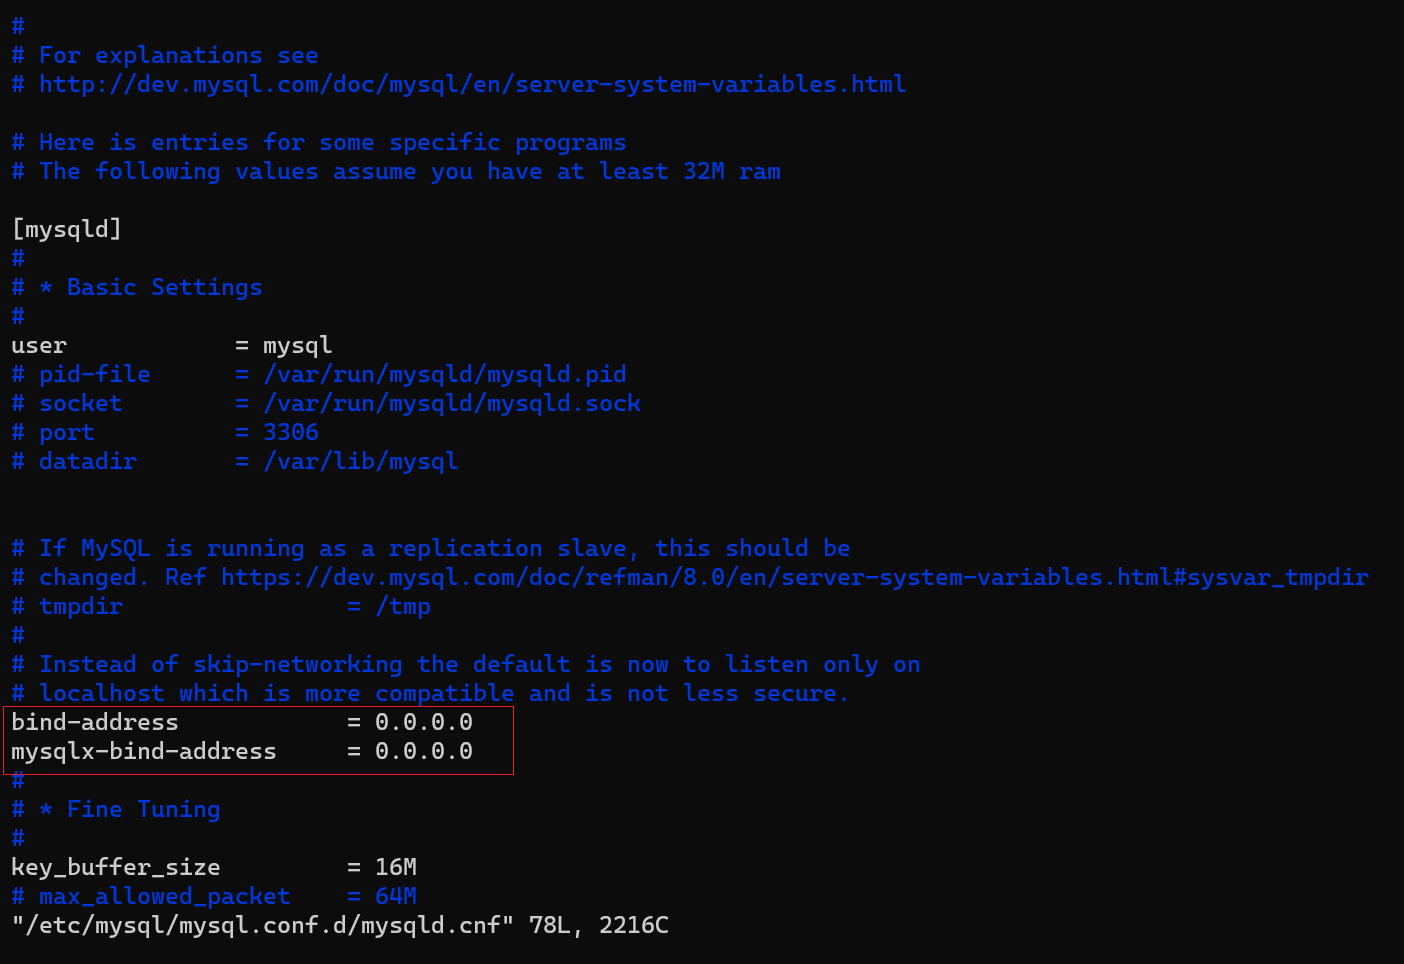 #
# For explanations see
# http://dev.mysql.com/doc/mysql/en/server-system-variables.html
# Here is entries for some specific programs
# The following values assume you have at least 32M ram
[mysqld]
#
# * Basic Settings
#
user            = mysql
# pid-file      = /var/run/mysqld/mysqld.pid
# socket        = /var/run/mysqld/mysqld.sock
# port          = 3306
# datadir       = /var/lib/mysql
# If MySQL is running as a replication slave, this should be
# changed. Ref https://dev.mysql.com/doc/refman/8.0/en/server-system-variables.html#sysvar_tmpdir
# tmpdir                = /tmp
#
# Instead of skip-networking the default is now to listen only on
# localhost which is more compatible and is not less secure.
bind-address            = 0.0.0.0
mysqlx-bind-address     = 0.0.0.0
#
# * Fine Tuning
#
key_buffer_size         = 16M
# max_allowed_packet    = 64M
"/etc/mysql/mysql.conf.d/mysqld.cnf" 78L, 2216C